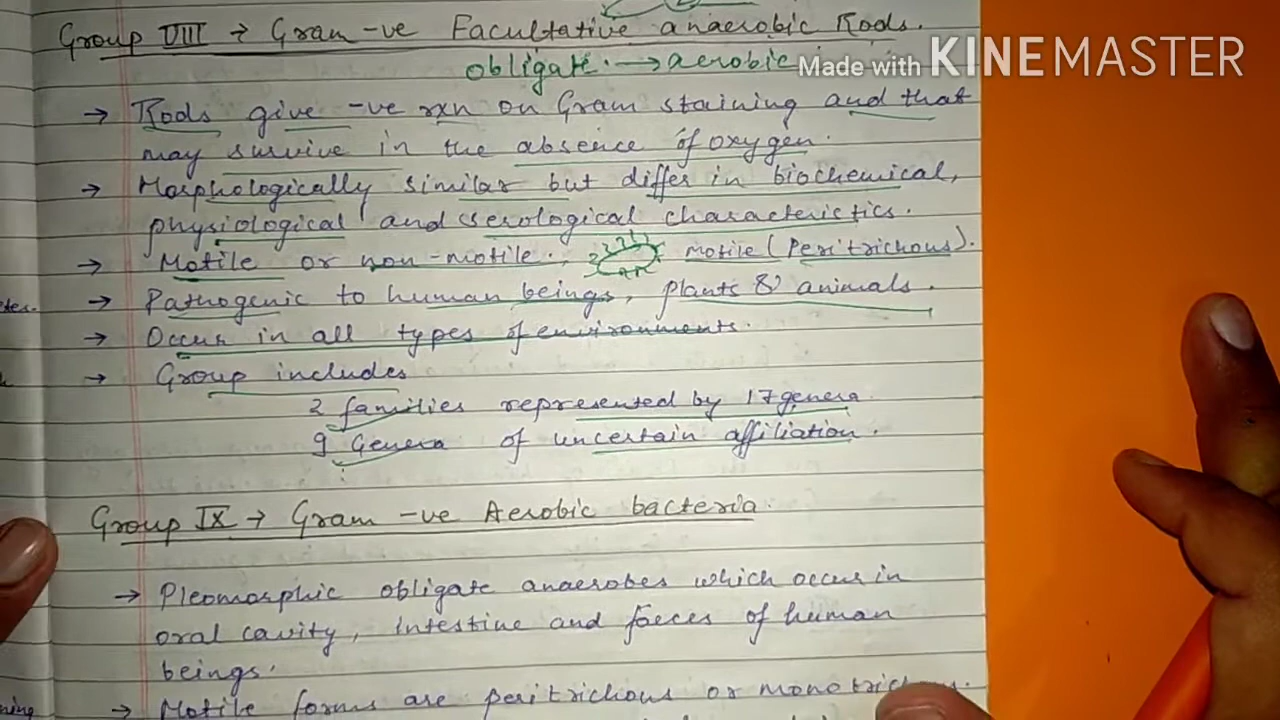 Group VIII → Gram -ve Facultative anaerobic Rods.
obligate. → aerobic
Made with KINEMASTER
→ Rods give -ve rxn on Gram staining and that
may survive in the absence of oxygen.
→ Morphologically similar but differ in biochemical,
physiological and serological characteristics.
→ Motile or non-motile. motile (Peritrichous).
→ Pathogenic to human beings, plants & animals.
→ Occur in all types of environments.
→ Group includes
2 families represented by 17 genera.
9 Genera of uncertain affiliation.
Group IX → Gram -ve Aerobic bacteria.
→ Pleomorphic obligate anaerobes which occur in
oral cavity, intestine and faeces of human
beings.
→ Motile forms are peritrichous or monotrichous.